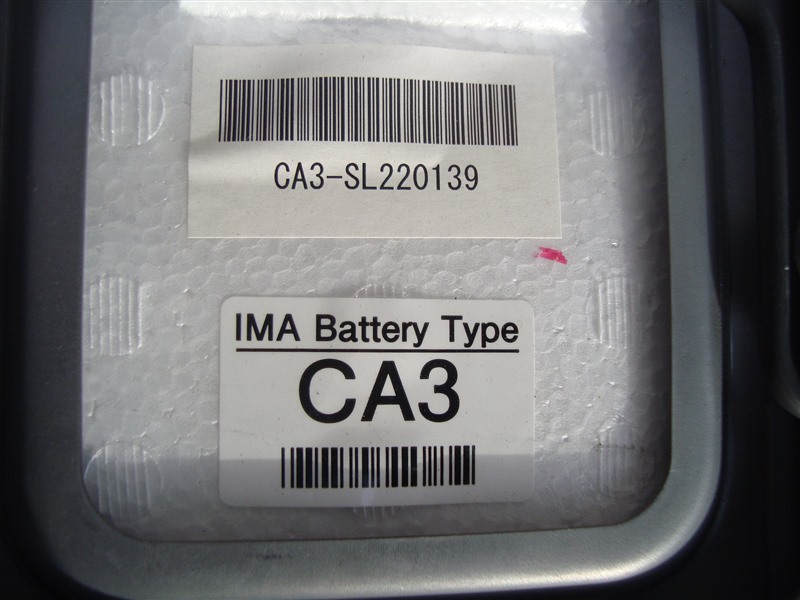 CA3-SL220139
IMA Battery Type
CA3